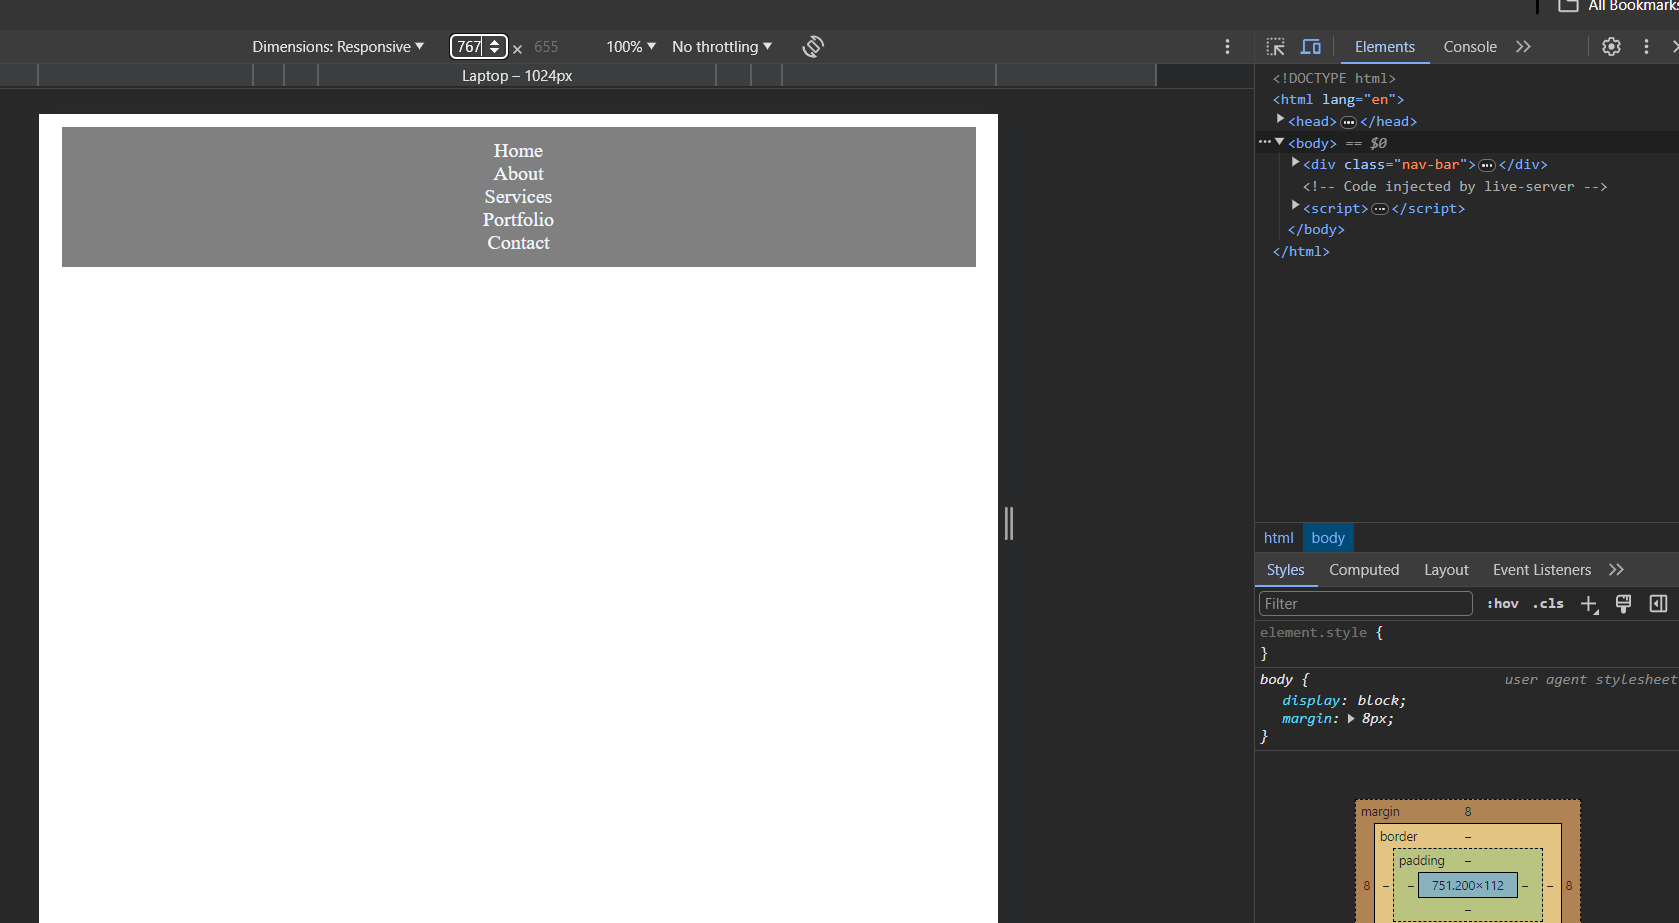 All Bookmarks
Dimensions: Responsive 767 × 655 100% No throttling
Elements Console
Laptop – 1024px
<!DOCTYPE html>
<html lang="en">
<head> ... </head>
<body> == $0
<div class="nav-bar"> ... </div>
<!-- Code injected by live-server -->
<script> ... </script>
</body>
</html>
Home
About
Services
Portfolio
Contact
html body
Styles Computed Layout Event Listeners
Filter :hov .cls
element.style {
}
body { user agent stylesheet
display: block;
margin: 8px;
}
margin 8
border –
padding –
8 – – 751.200×112 – – 8
–